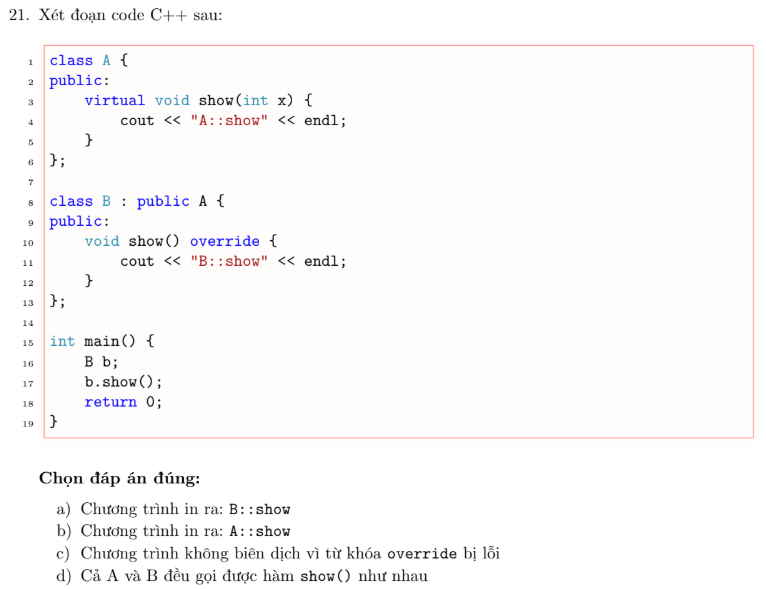 21. Xét đoạn code C++ sau:
1 class A {
2 public:
3 virtual void show(int x) {
4 cout << "A::show" << endl;
5 }
6 };
7
8 class B : public A {
9 public:
10 void show() override {
11 cout << "B::show" << endl;
12 }
13 };
14
15 int main() {
16 B b;
17 b.show();
18 return 0;
19 }
Chọn đáp án đúng:
a) Chương trình in ra: B::show
b) Chương trình in ra: A::show
c) Chương trình không biên dịch vì từ khóa override bị lỗi
d) Cả A và B đều gọi được hàm show() như nhau